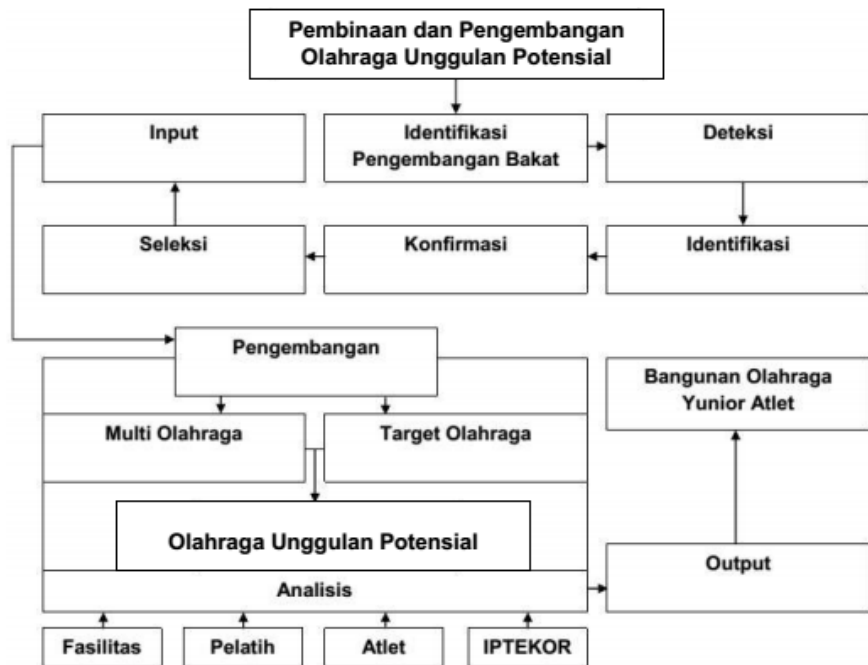 Pembinaan dan Pengembangan
Olahraga Unggulan Potensial
Input
Identifikasi
Pengembangan Bakat
Deteksi
Seleksi
Konfirmasi
Identifikasi
Pengembangan
Bangunan Olahraga
Yunior Atlet
Multi Olahraga
Target Olahraga
Olahraga Unggulan Potensial
Analisis
Output
Fasilitas
Pelatih
Atlet
IPTEKOR